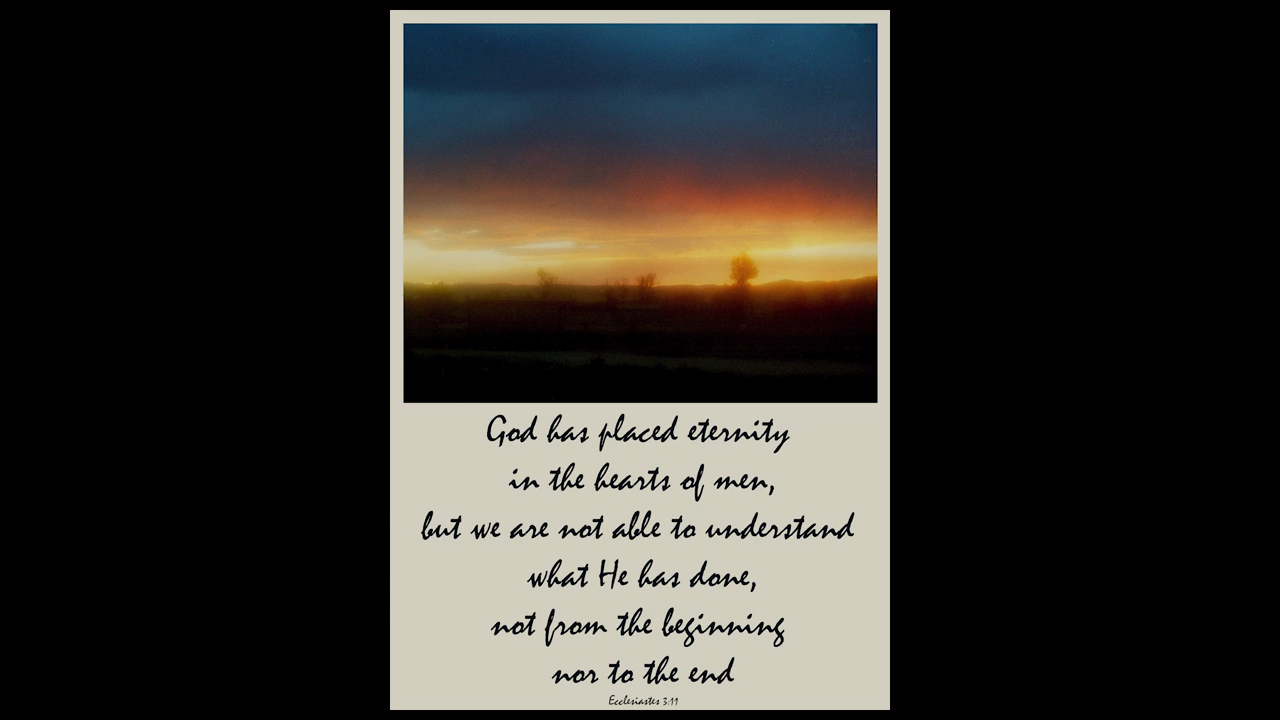 God has placed eternity
in the hearts of men,
but we are not able to understand
what He has done,
not from the beginning
nor to the end
Ecclesiastes 3:11